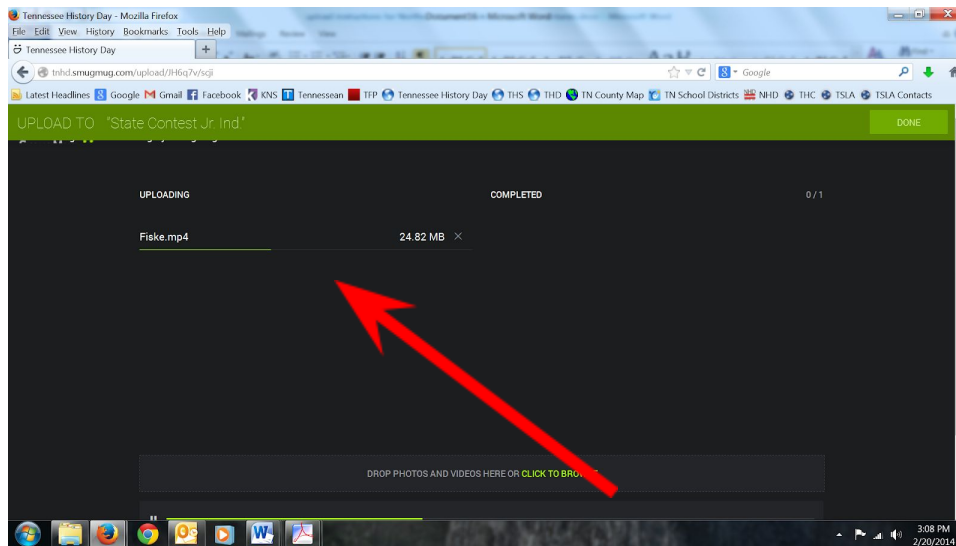 Tennessee History Day - Mozilla Firefox
File Edit View History Bookmarks Tools Help
Tennessee History Day +
tnhd.smugmug.com/upload/JH6q7v/scji
Google
Latest Headlines Google Gmail Facebook KNS Tennessean TFP Tennessee History Day THS THD TN County Map TN School Districts NHD THC TSLA TSLA Contacts
UPLOAD TO "State Contest Jr. Ind."
DONE
UPLOADING
COMPLETED
0 / 1
Fiske.mp4
24.82 MB ×
DROP PHOTOS AND VIDEOS HERE OR CLICK TO
3:08 PM
2/20/2014